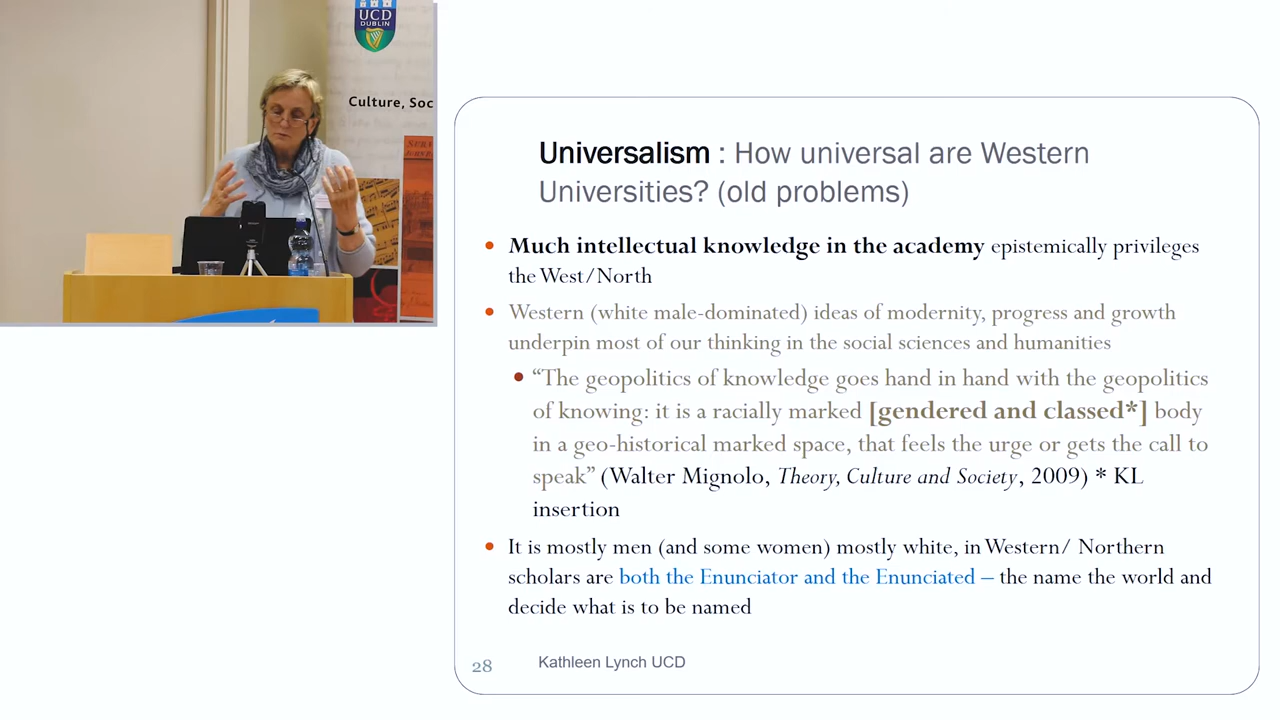 UCD
DUBLIN
Culture, Soc
Universalism : How universal are Western
Universities? (old problems)
Much intellectual knowledge in the academy epistemically privileges
the West/North
Western (white male-dominated) ideas of modernity, progress and growth
underpin most of our thinking in the social sciences and humanities
“The geopolitics of knowledge goes hand in hand with the geopolitics
of knowing: it is a racially marked [gendered and classed*] body
in a geo-historical marked space, that feels the urge or gets the call to
speak” (Walter Mignolo, Theory, Culture and Society, 2009) * KL
insertion
It is mostly men (and some women) mostly white, in Western/ Northern
scholars are both the Enunciator and the Enunciated – the name the world and
decide what is to be named
28
Kathleen Lynch UCD